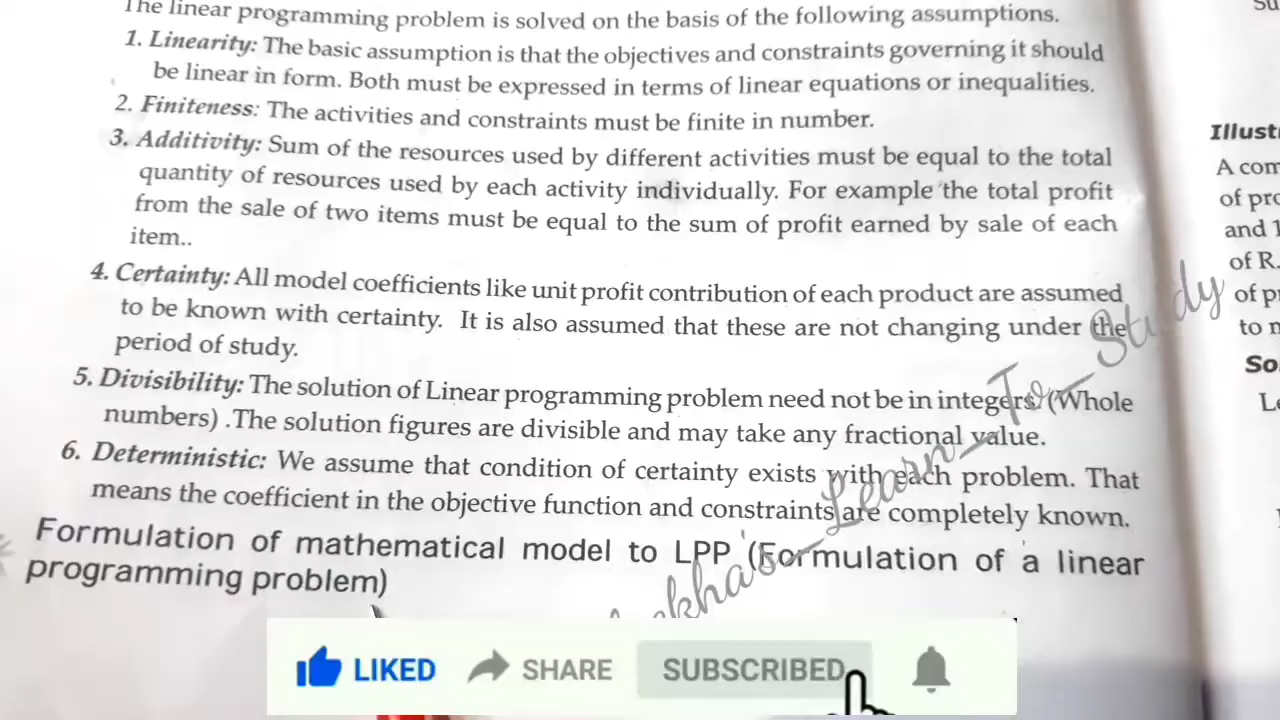 The linear programming problem is solved on the basis of the following assumptions.
1. Linearity: The basic assumption is that the objectives and constraints governing it should
be linear in form. Both must be expressed in terms of linear equations or inequalities.
2. Finiteness: The activities and constraints must be finite in number.
3. Additivity: Sum of the resources used by different activities must be equal to the total
quantity of resources used by each activity individually. For example the total profit
from the sale of two items must be equal to the sum of profit earned by sale of each
item..
4. Certainty: All model coefficients like unit profit contribution of each product are assumed
to be known with certainty. It is also assumed that these are not changing under the
period of study.
5. Divisibility: The solution of Linear programming problem need not be in integers (Whole
numbers) .The solution figures are divisible and may take any fractional value.
6. Deterministic: We assume that condition of certainty exists with each problem. That
means the coefficient in the objective function and constraints are completely known.
Formulation of mathematical model to LPP (Formulation of a linear
programming problem)
Learn_To_Study
A com
and 1
of R.
to n
LIKED SHARE SUBSCRIBED